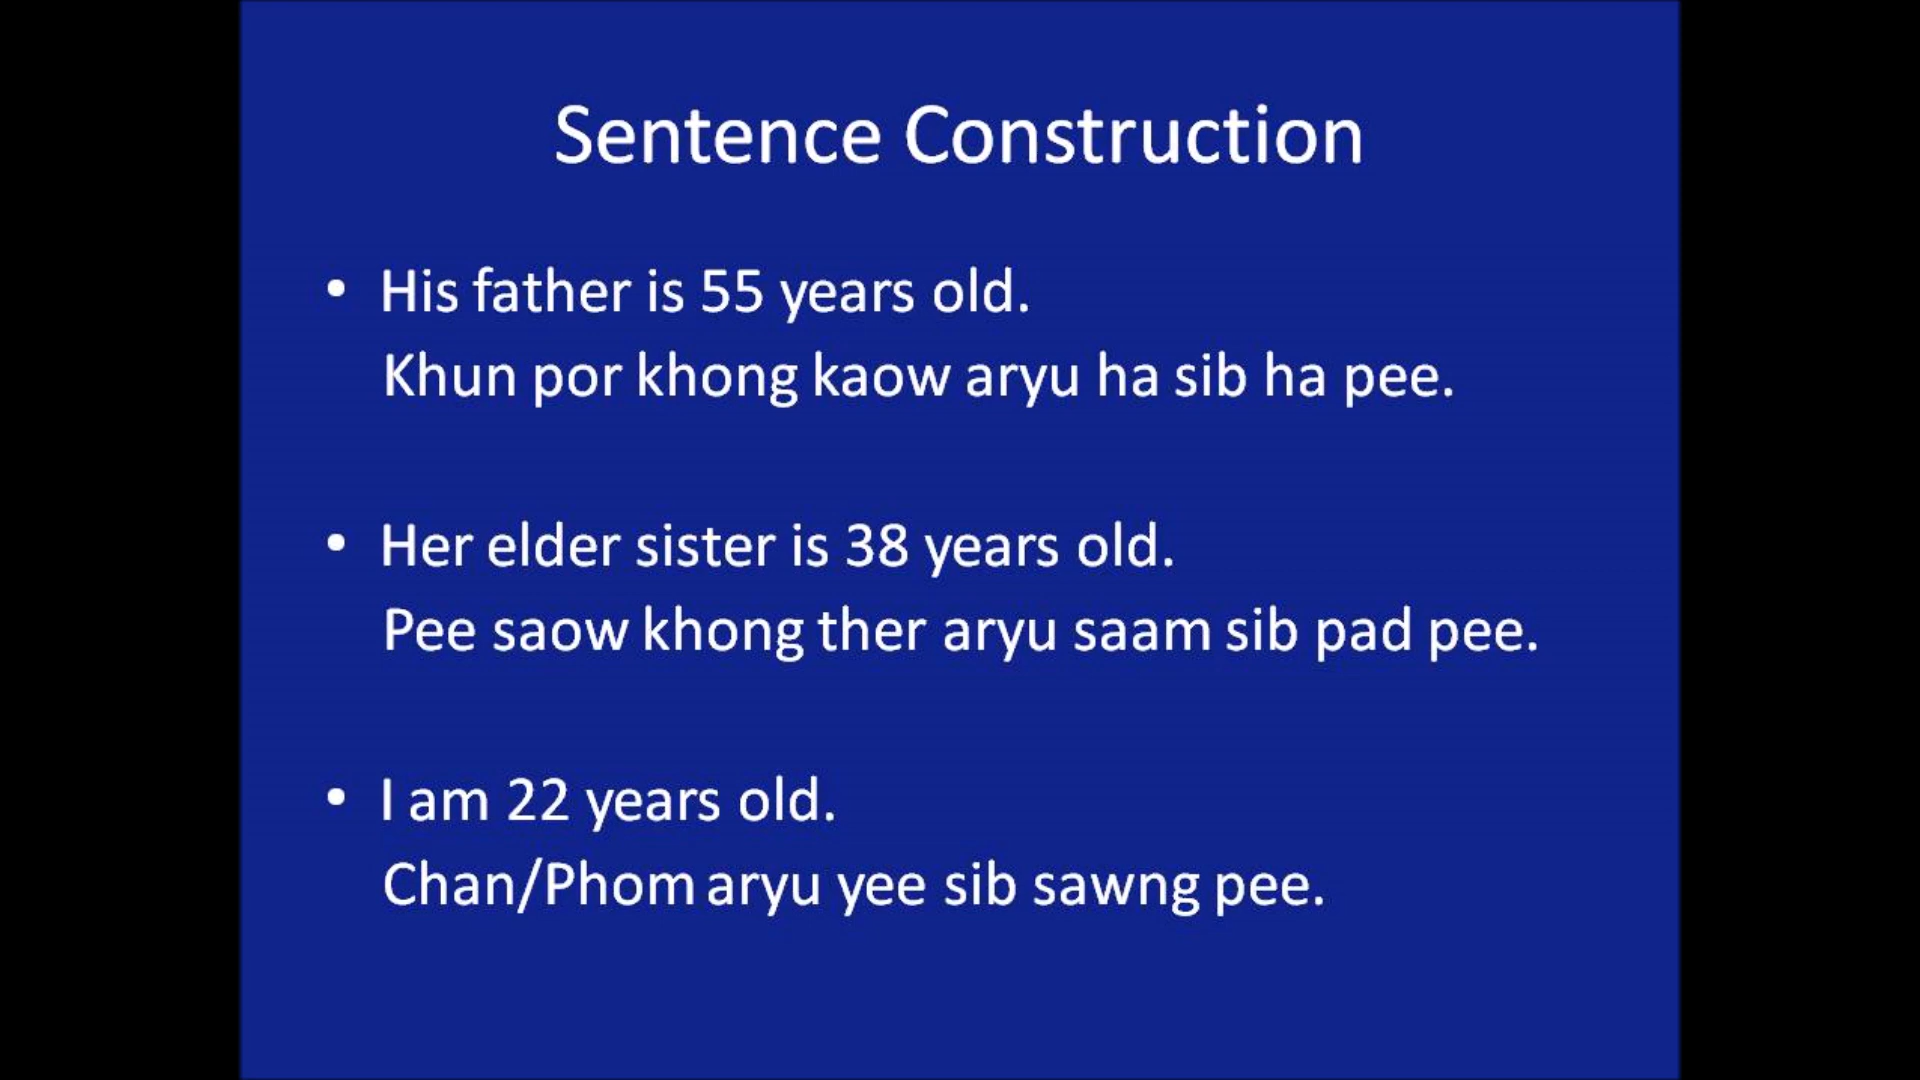 Sentence Construction
• His father is 55 years old.
Khun por khong kaow aryu ha sib ha pee.
• Her elder sister is 38 years old.
Pee saow khong ther aryu saam sib pad pee.
• I am 22 years old.
Chan/Phom aryu yee sib sawng pee.